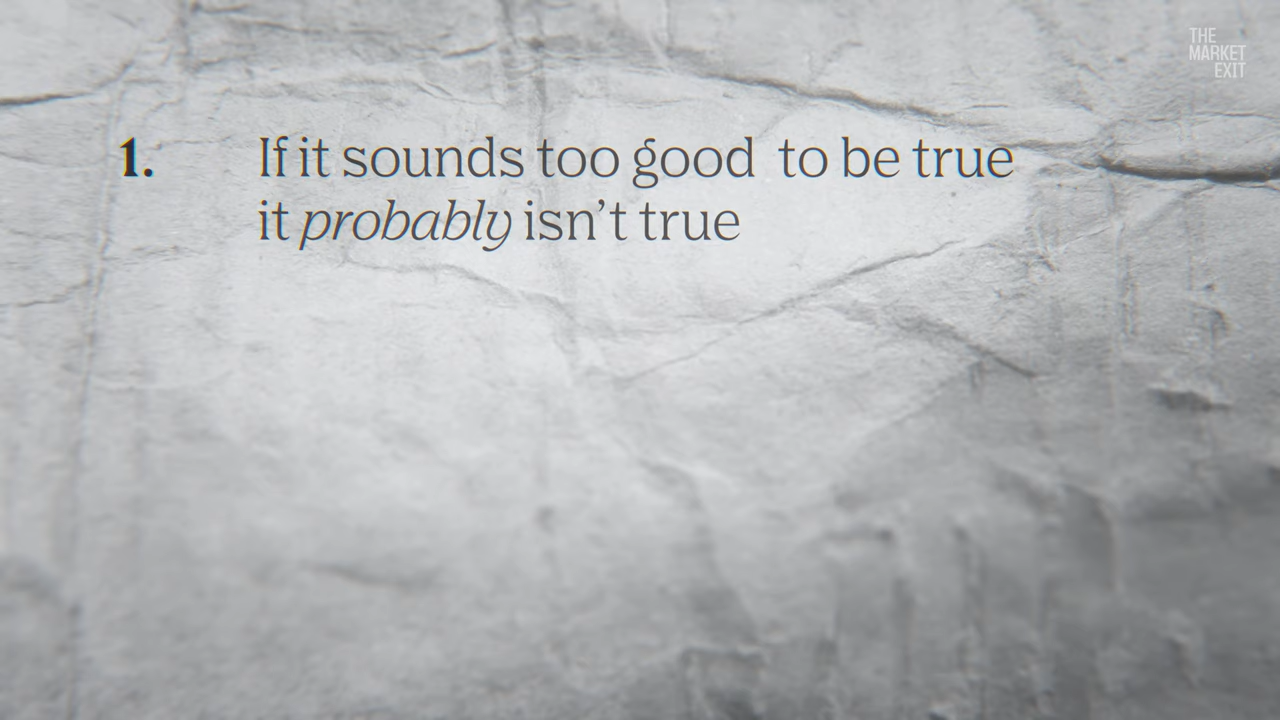 THE
MARKET
EXIT
1. If it sounds too good to be true
it probably isn't true